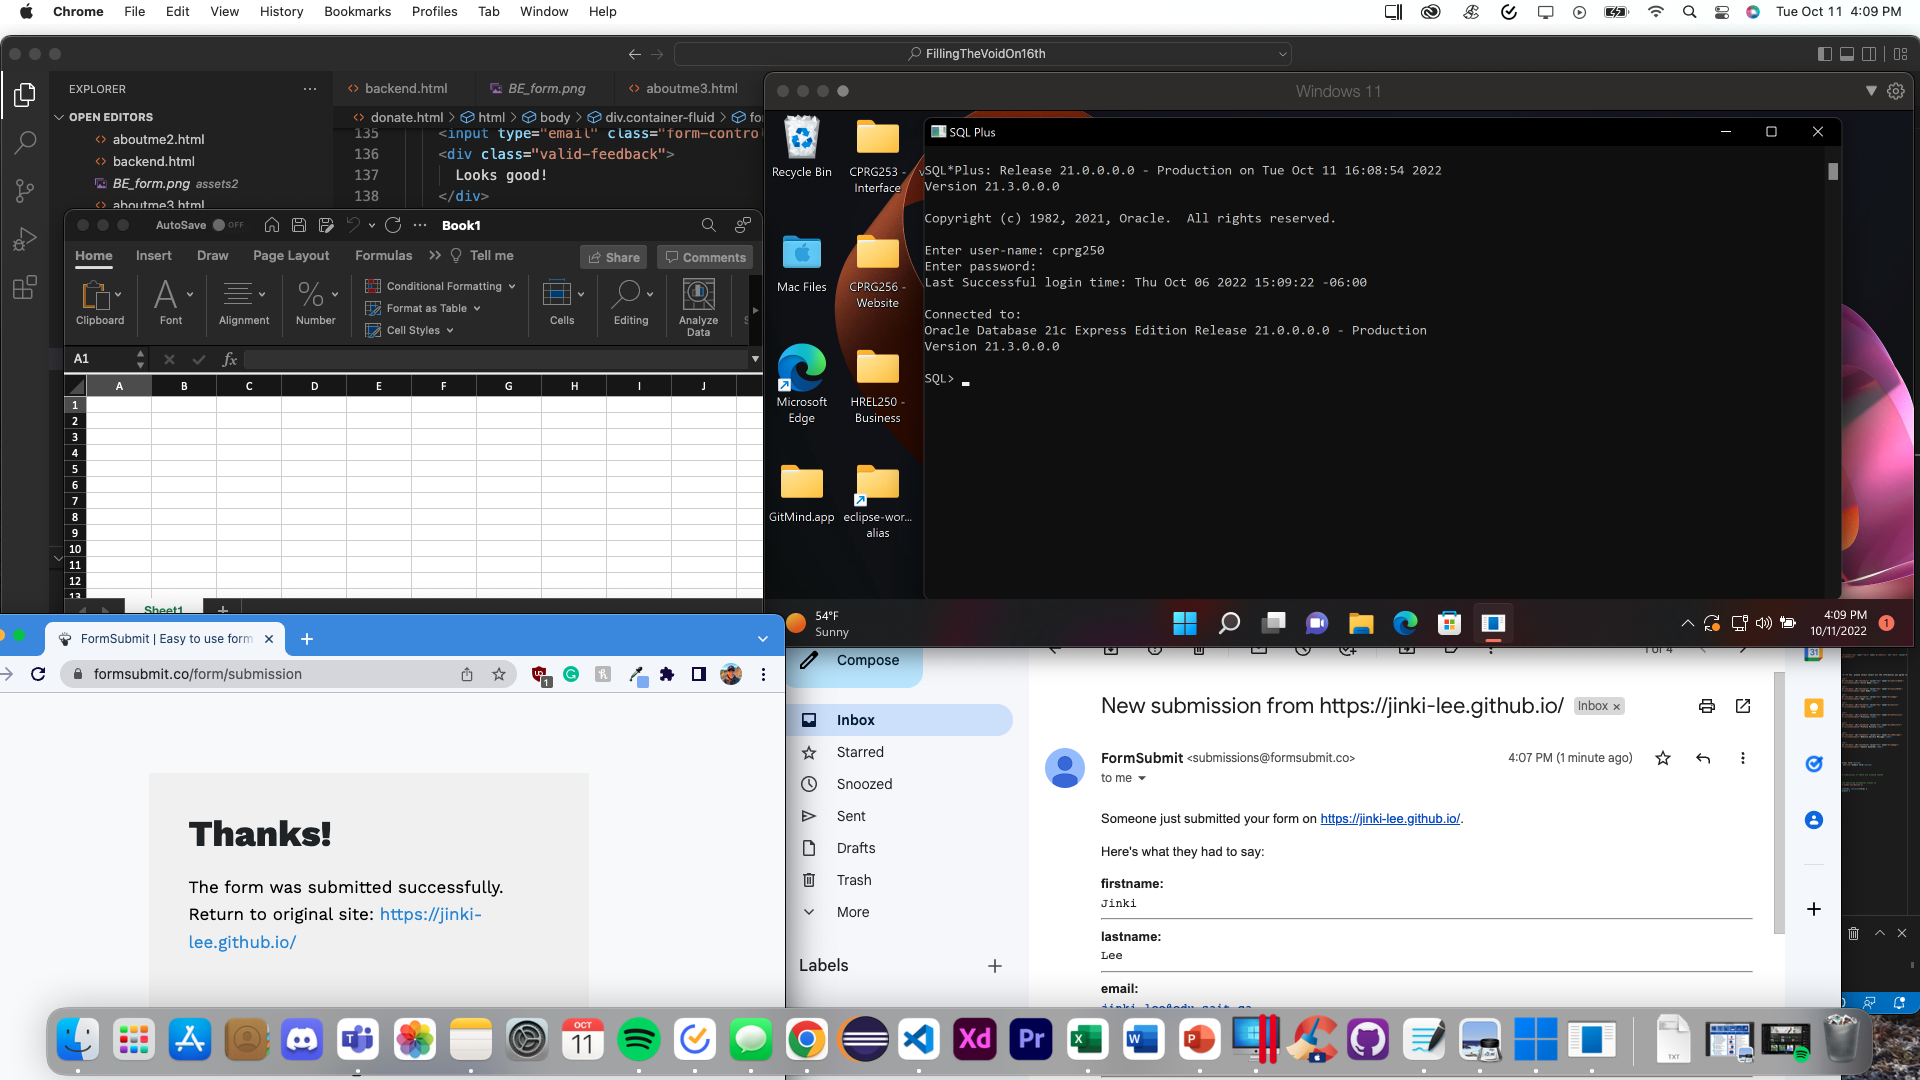 Chrome File Edit View History Bookmarks Profiles Tab Window Help
Tue Oct 11 4:09 PM
FillingTheVoidOn16th
EXPLORER
OPEN EDITORS
aboutme2.html
backend.html
BE_form.png assets2
aboutme3.html
backend.html
BE_form.png
aboutme3.html
donate.html > html > body > div.container-fluid >
135 <input type="email" class="form-contro
136 <div class="valid-feedback">
137 Looks good!
138 </div>
AutoSave OFF
Book1
Home Insert Draw Page Layout Formulas >> Tell me
Share
Comments
Clipboard
Font
Alignment
Number
Conditional Formatting
Format as Table
Cell Styles
Cells
Editing
Analyze
Data
A1
fx
A B C D E F G H I J
1
2
3
4
5
6
7
8
9
10
11
12
13
Sheet1
Windows 11
Recycle Bin
CPRG253 -
Interface
Mac Files
CPRG256 -
Website
Microsoft
Edge
HREL250 -
Business
GitMind.app
eclipse-wor...
alias
SQL Plus
SQL*Plus: Release 21.0.0.0.0 - Production on Tue Oct 11 16:08:54 2022
Version 21.3.0.0.0
Copyright (c) 1982, 2021, Oracle. All rights reserved.
Enter user-name: cprg250
Enter password:
Last Successful login time: Thu Oct 06 2022 15:09:22 -06:00
Connected to:
Oracle Database 21c Express Edition Release 21.0.0.0.0 - Production
Version 21.3.0.0.0
SQL>
54°F
Sunny
4:09 PM
10/11/2022
1
FormSubmit | Easy to use form
formsubmit.co/form/submission
1
Thanks!
The form was submitted successfully.
Return to original site: https://jinki-
lee.github.io/
Compose
Inbox
Starred
Snoozed
Sent
Drafts
Trash
More
Labels
1 of 4
31
New submission from https://jinki-lee.github.io/
Inbox ×
FormSubmit <submissions@formsubmit.co>
4:07 PM (1 minute ago)
to me
Someone just submitted your form on https://jinki-lee.github.io/.
Here's what they had to say:
firstname:
Jinki
lastname:
Lee
email:
OCT
11
Xd
Pr
TXT